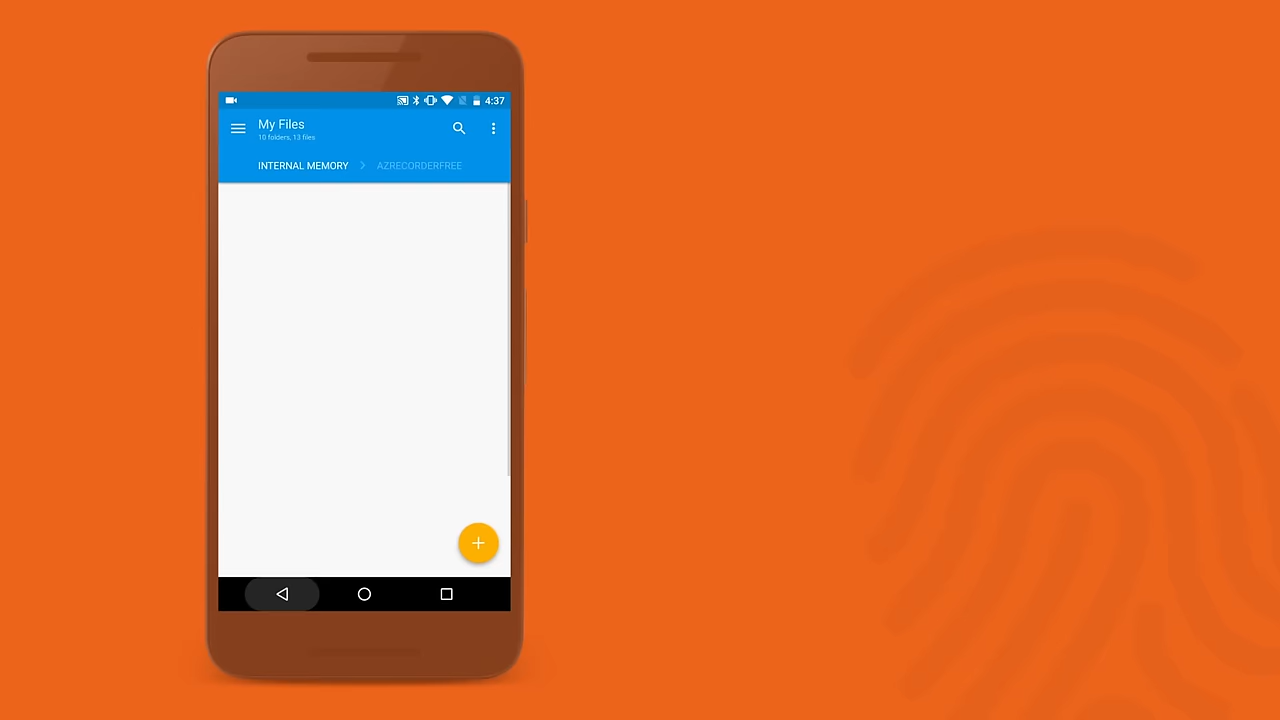 4:37
My Files
10 folders, 13 files
INTERNAL MEMORY > AZRECORDERFREE